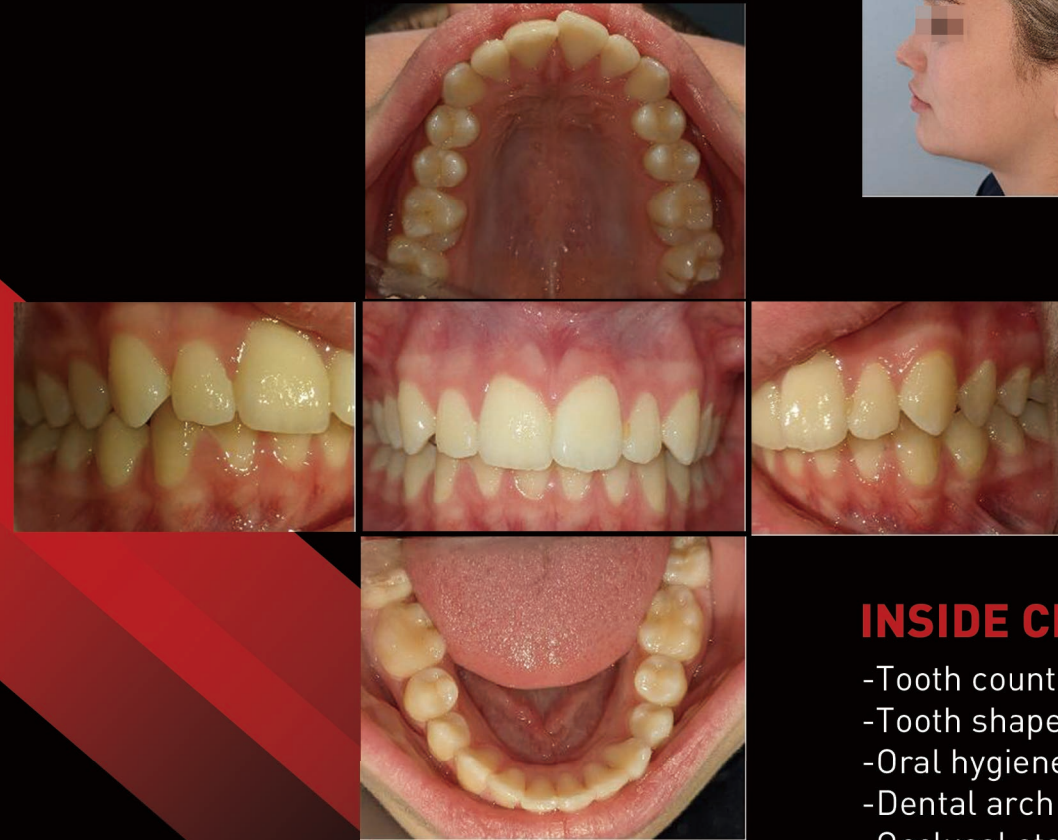 INSIDE
-Tooth count
-Tooth shape
-Oral hygiene
-Dental arch